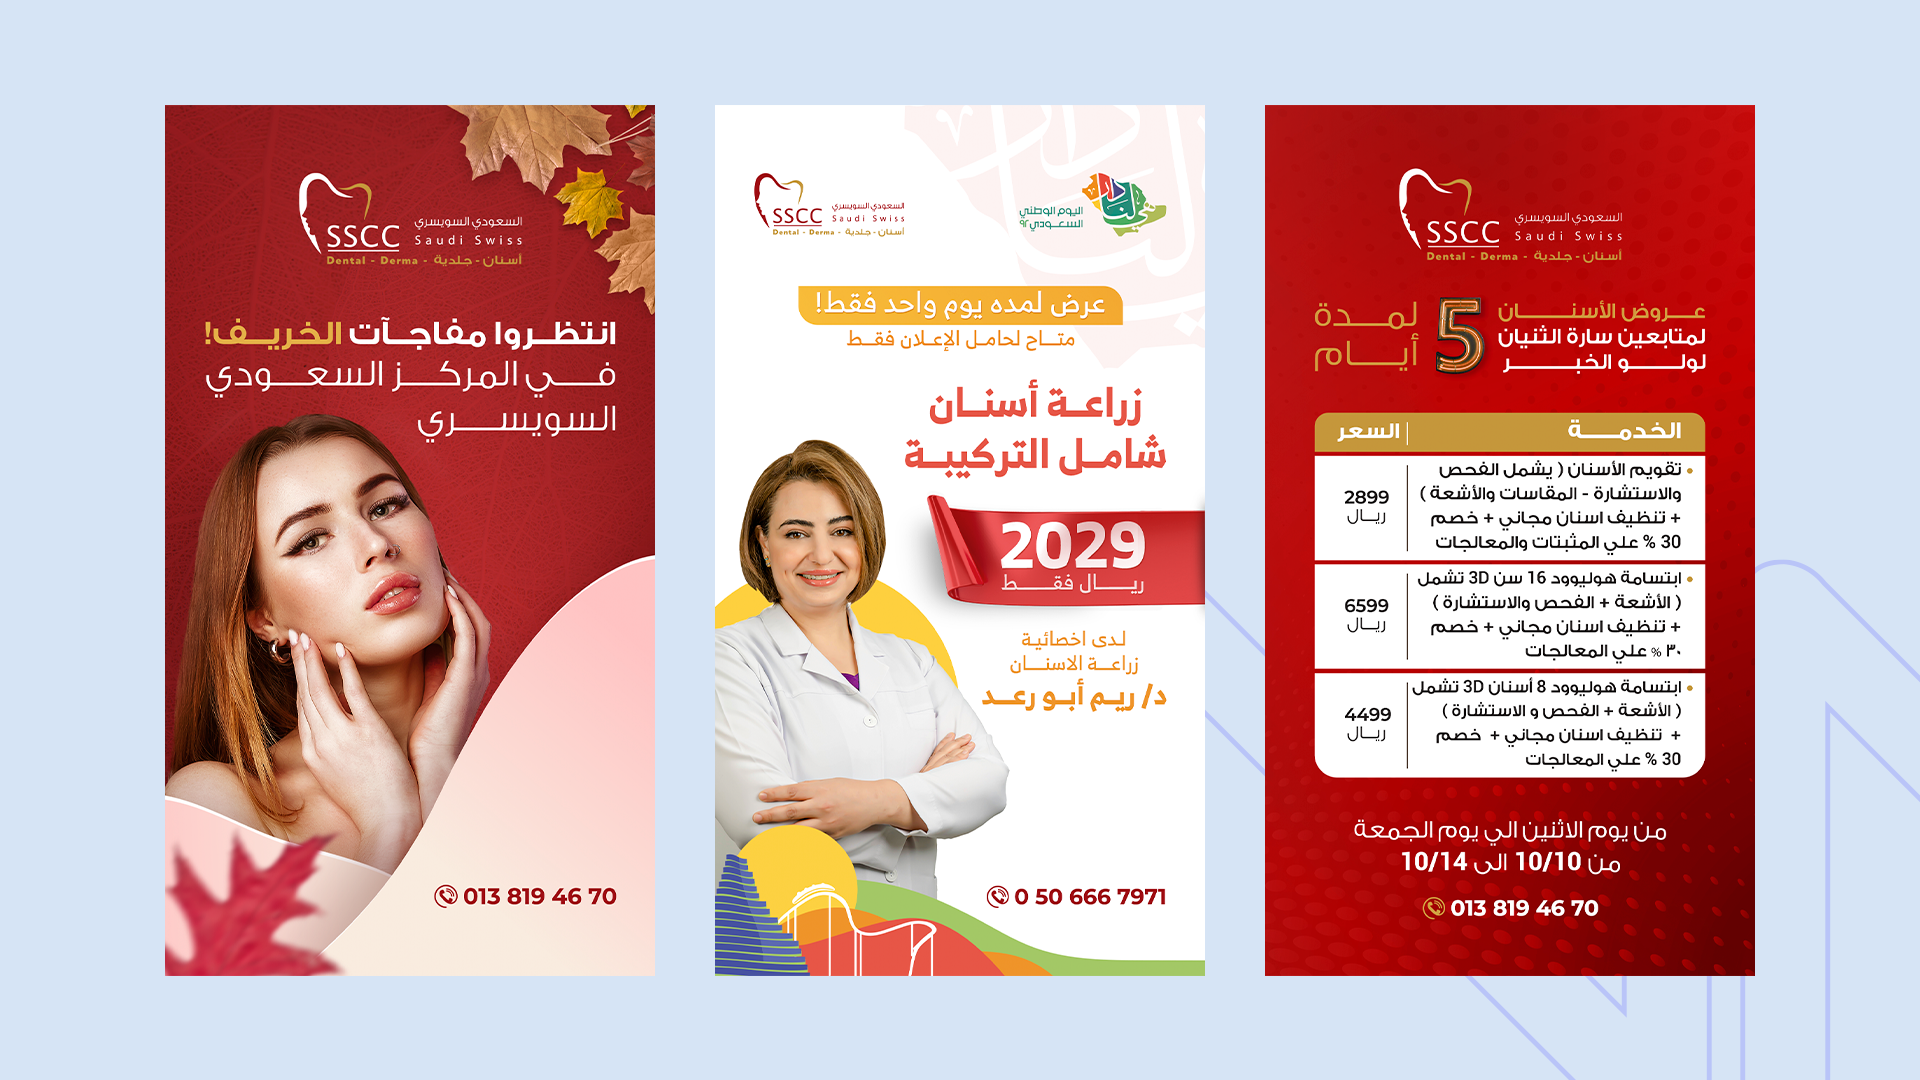 SSCC
السعودي السويسري
Saudi Swiss
Dental - Derma - أسنان - جلدية
انتظروا مفاجآت الخريف!
في المركز السعودي
السويسري
013 819 46 70
SSCC
السعودي السويسري
Saudi Swiss
Dental - Derma - أسنان - جلدية
هي لنا دار
اليوم الوطني
السعودي ٩٢
عرض لمده يوم واحد فقط!
متاح لحامل الإعلان فقط
زراعة أسنان
شامل التركيبة
2029
ريال فقط
لدى اخصائية
زراعة الاسنان
د/ ريم أبو رعد
0 50 666 7971
SSCC
السعودي السويسري
Saudi Swiss
Dental - Derma - أسنان - جلدية
عروض الأسنان
لمتابعين سارة الثنيان
لولو الخبر
5
لمدة
أيام
الخدمة | السعر
• تقويم الأسنان ( يشمل الفحص
والاستشارة - المقاسات والأشعة )
+ تنظيف اسنان مجاني + خصم
30 % علي المثبتات والمعالجات
2899
ريال
• ابتسامة هوليوود 16 سن 3D تشمل
( الأشعة + الفحص والاستشارة )
+ تنظيف اسنان مجاني + خصم
٣٠ % علي المعالجات
6599
ريال
• ابتسامة هوليوود 8 أسنان 3D تشمل
( الأشعة + الفحص و الاستشارة )
+ تنظيف اسنان مجاني + خصم
30 % علي المعالجات
4499
ريال
من يوم الاثنين الي يوم الجمعة
من 10/10 الى 10/14
013 819 46 70